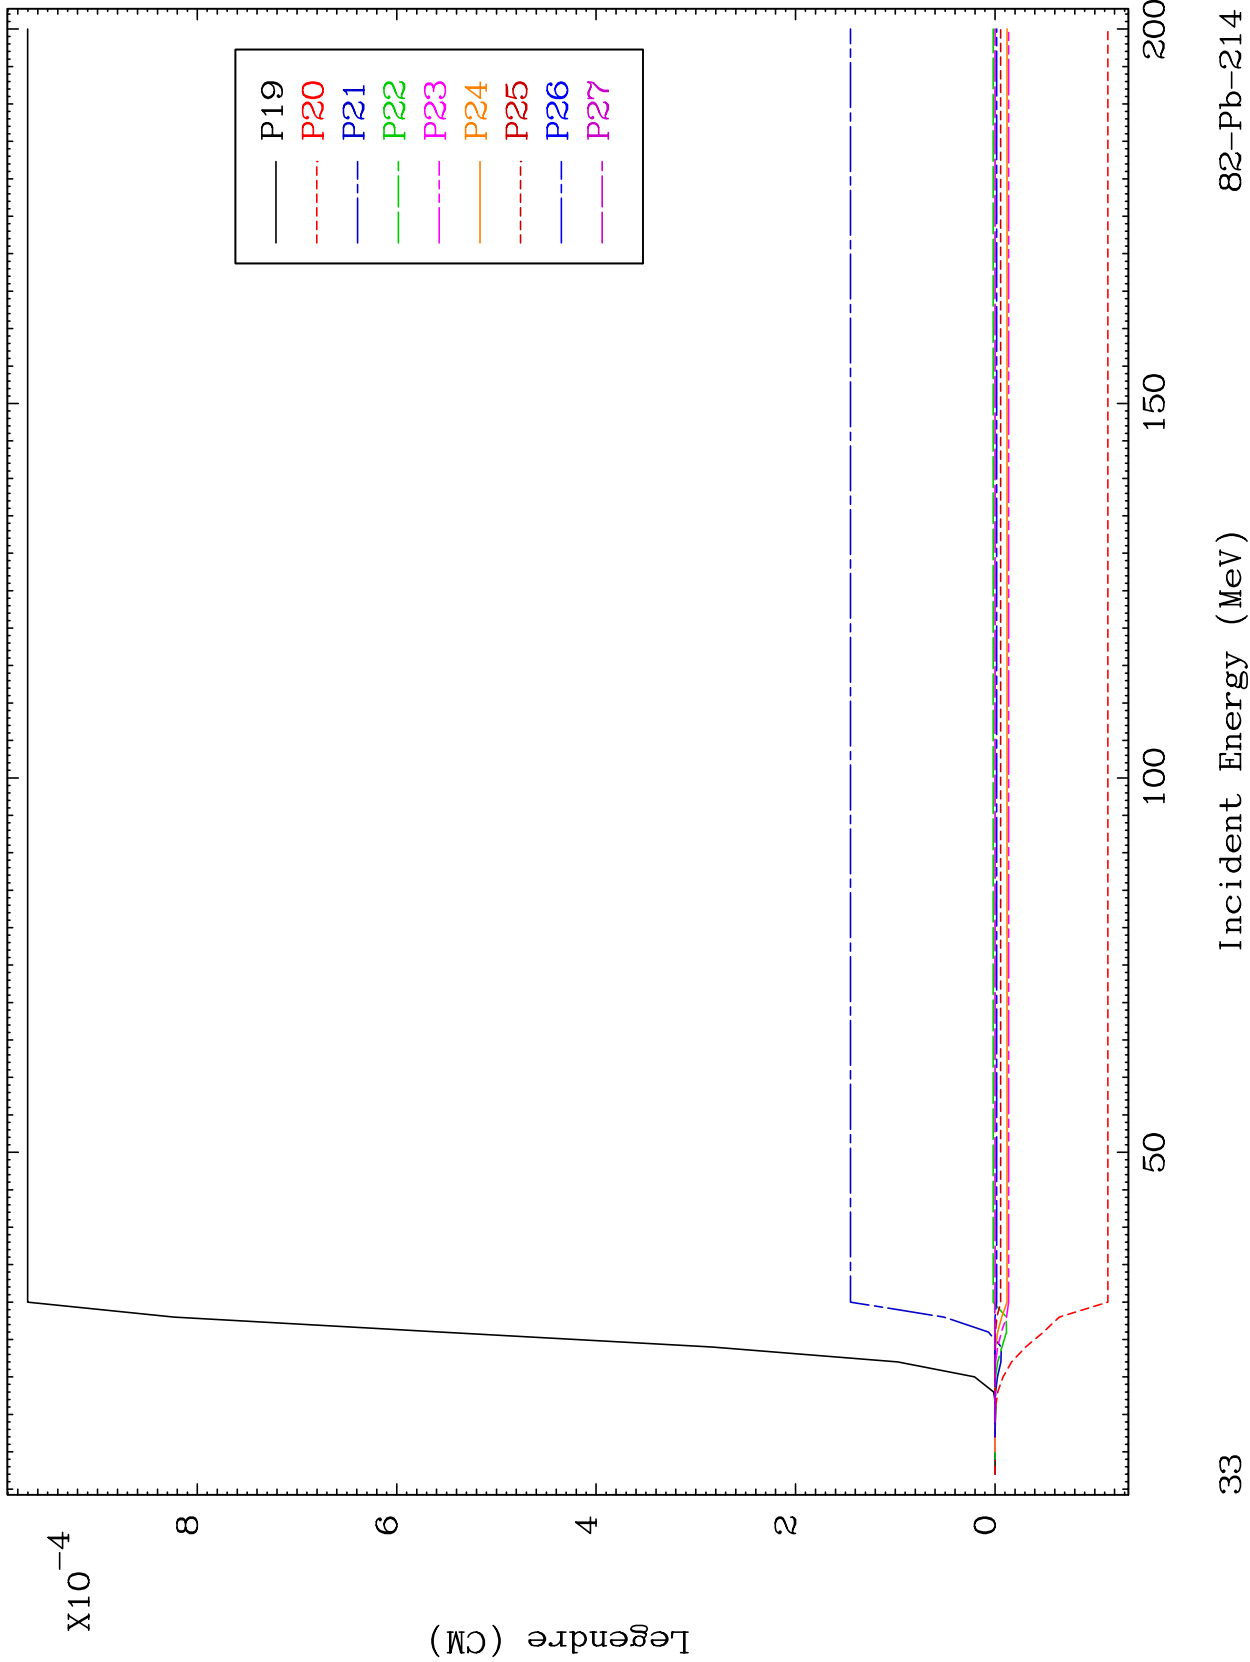 X10-4
8
6
4
2
0
Legendre (CM)
P19
P20
P21
P22
P23
P24
P25
P26
P27
50
100
150
200
Incident Energy (MeV)
33
82-Pb-214